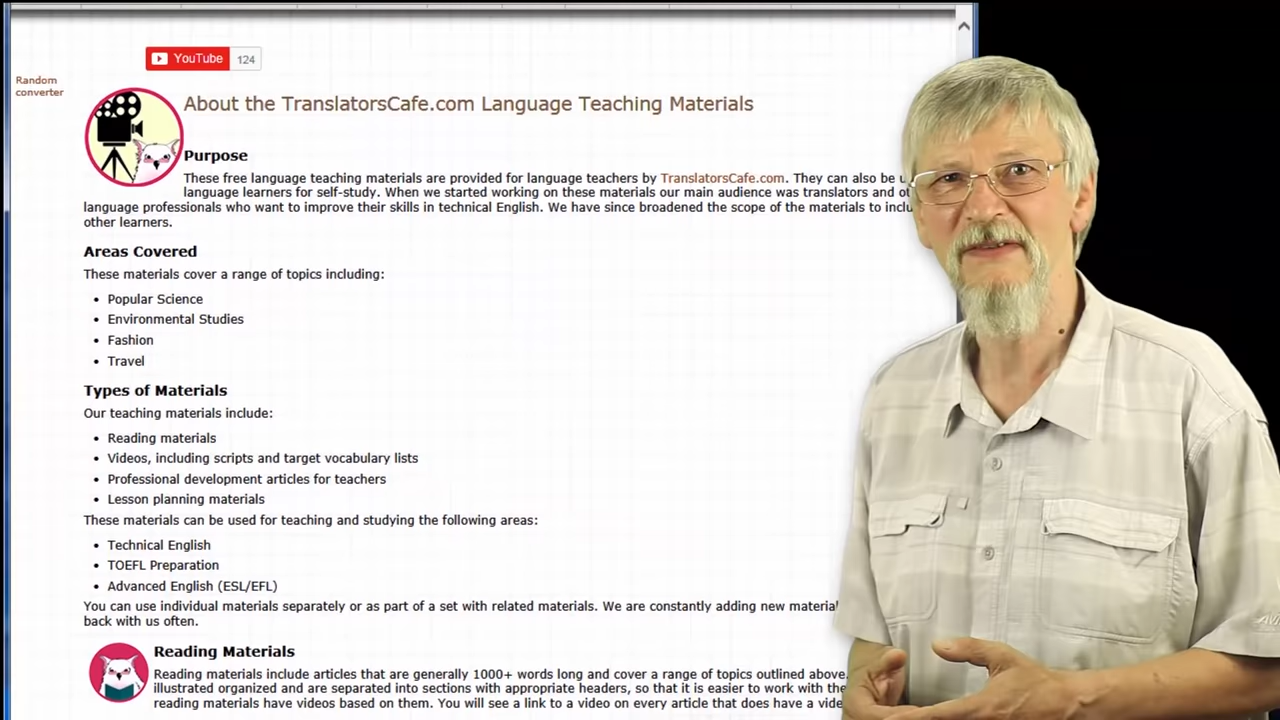 YouTube 124
Random
converter
About the TranslatorsCafe.com Language Teaching Materials
Purpose
These free language teaching materials are provided for language teachers by TranslatorsCafe.com. They can also be
language learners for self-study. When we started working on these materials our main audience was translators and
language professionals who want to improve their skills in technical English. We have since broadened the scope of the materials to
other learners.
Areas Covered
These materials cover a range of topics including:
• Popular Science
• Environmental Studies
• Fashion
• Travel
Types of Materials
Our teaching materials include:
• Reading materials
• Videos, including scripts and target vocabulary lists
• Professional development articles for teachers
• Lesson planning materials
These materials can be used for teaching and studying the following areas:
• Technical English
• TOEFL Preparation
• Advanced English (ESL/EFL)
You can use individual materials separately or as part of a set with related materials. We are constantly adding new
back with us often.
Reading Materials
Reading materials include articles that are generally 1000+ words long and cover a range of topics outlined above.
illustrated organized and are separated into sections with appropriate headers, so that it is easier to work with
reading materials have videos based on them. You will see a link to a video on every article that does have a